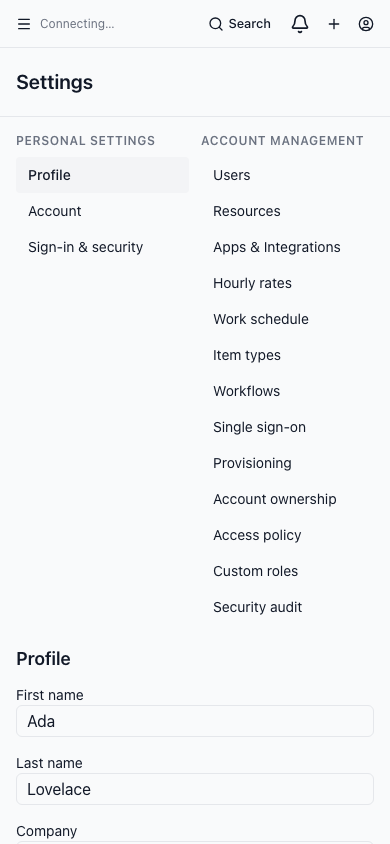 Connecting...
Search
Settings
PERSONAL SETTINGS
Profile
Account
Sign-in & security
ACCOUNT MANAGEMENT
Users
Resources
Apps & Integrations
Hourly rates
Work schedule
Item types
Workflows
Single sign-on
Provisioning
Account ownership
Access policy
Custom roles
Security audit
Profile
First name
Ada
Last name
Lovelace
Company